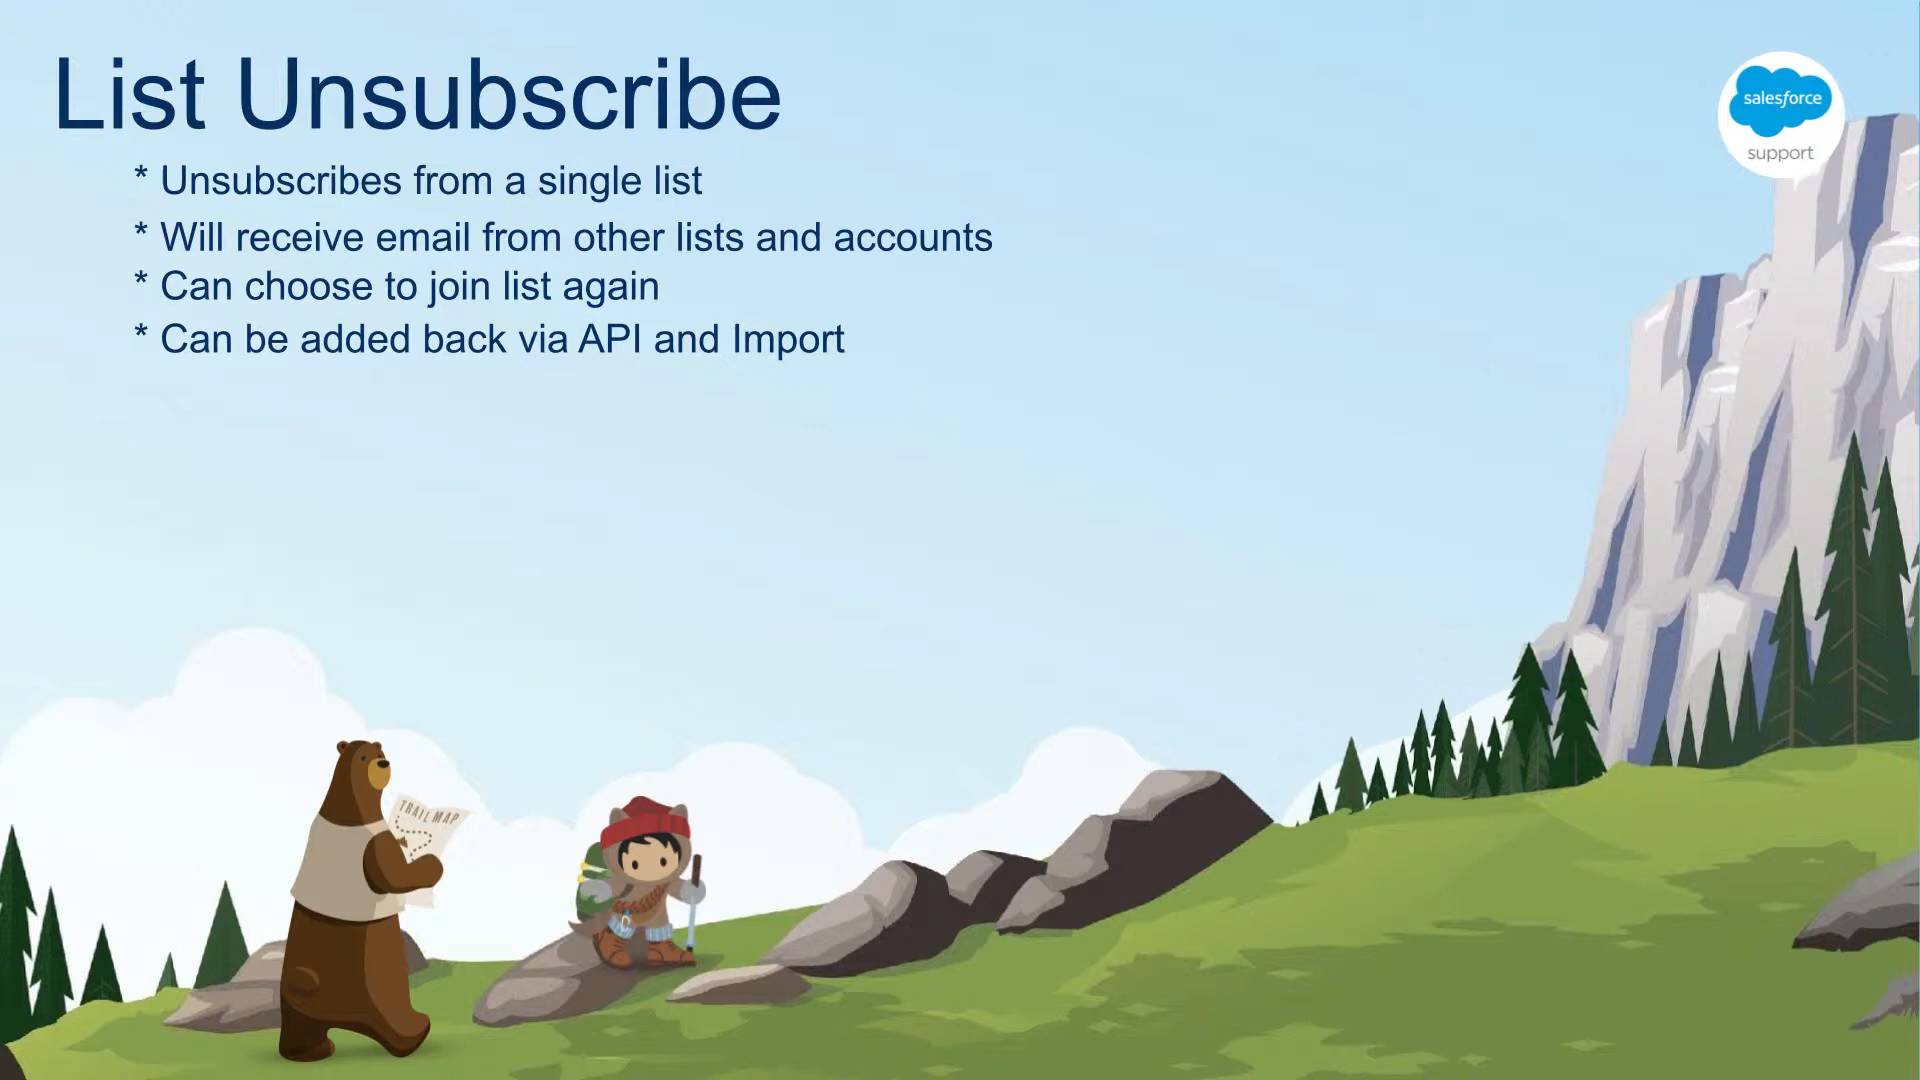 List Unsubscribe
* Unsubscribes from a single list
* Will receive email from other lists and accounts
* Can choose to join list again
* Can be added back via API and Import
salesforce
support
TRAIL MAP